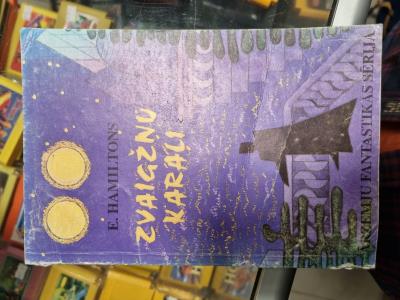 E. HAMILTONS
ZVAIGŽŅU
KARAĻI
ĀRZEMJU FANTASTIKAS SĒRIJA